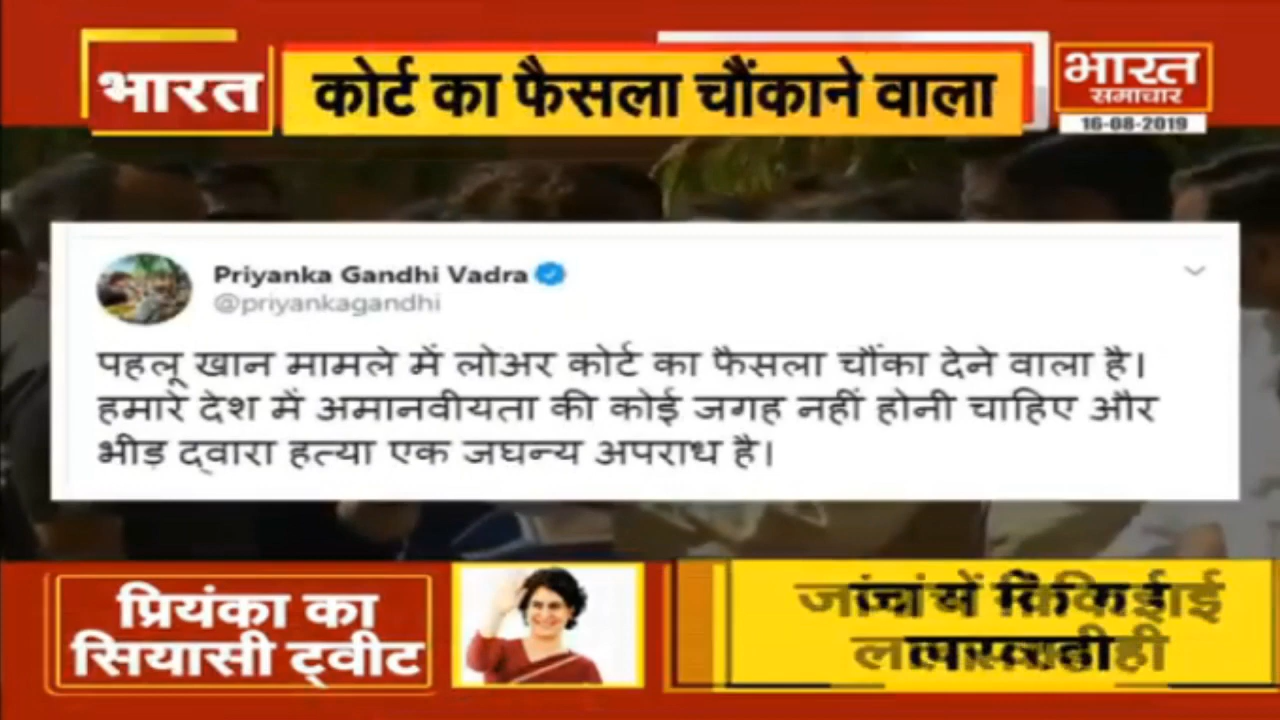 भारत
कोर्ट का फैसला चौंकाने वाला
भारत
समाचार
16-08-2019
Priyanka Gandhi Vadra
@priyankagandhi
पहलू खान मामले में लोअर कोर्ट का फैसला चौंका देने वाला है।
हमारे देश में अमानवीयता की कोई जगह नहीं होनी चाहिए और
भीड़ द्वारा हत्या एक जघन्य अपराध है।
प्रियंका का
सियासी ट्वीट